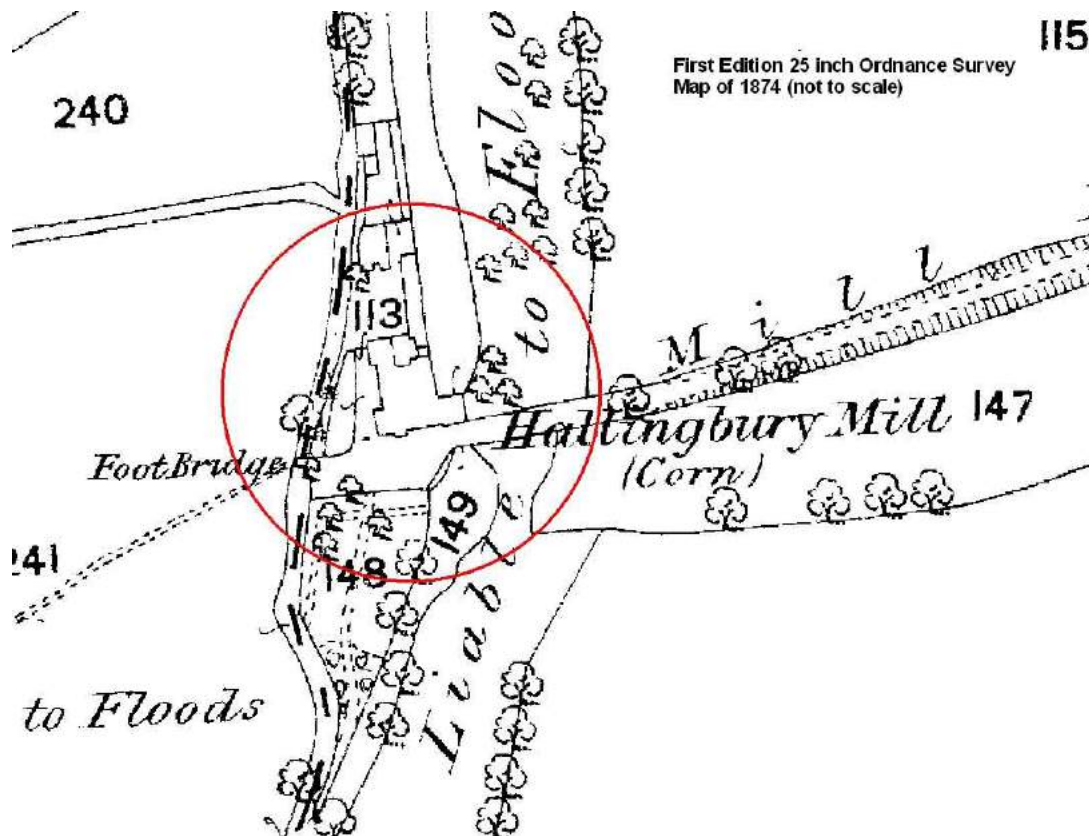 115
First Edition 25 inch Ordnance Survey
Map of 1874 (not to scale)
240
to Floo
113
Mill
Hallingbury Mill
(Corn)
147
Foot Bridge
149
148
241
Liable
to Floods